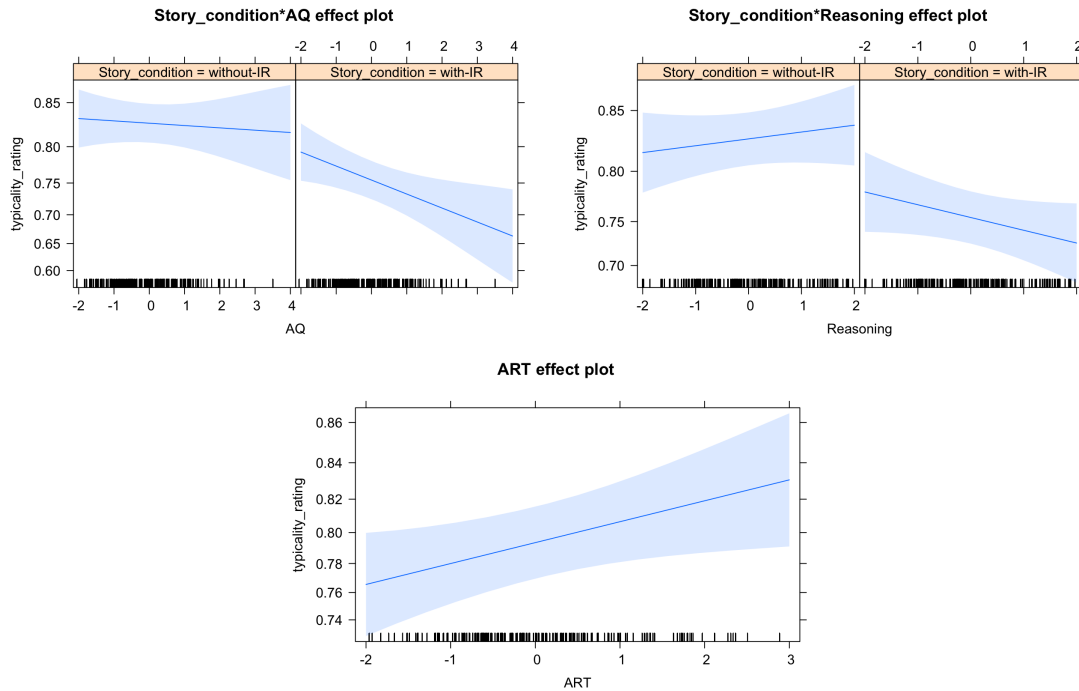 Story_condition*AQ effect plot
-2 -1 0 1 2 3 4
Story_condition = without-IR
Story_condition = with-IR
typicality_rating
0.85
0.80
0.75
0.70
0.65
0.60
-2 -1 0 1 2 3 4
AQ
Story_condition*Reasoning effect plot
-2 -1 0 1 2
Story_condition = without-IR
Story_condition = with-IR
typicality_rating
0.85
0.80
0.75
0.70
-2 -1 0 1 2
Reasoning
ART effect plot
typicality_rating
0.86
0.84
0.82
0.80
0.78
0.76
0.74
-2 -1 0 1 2 3
ART